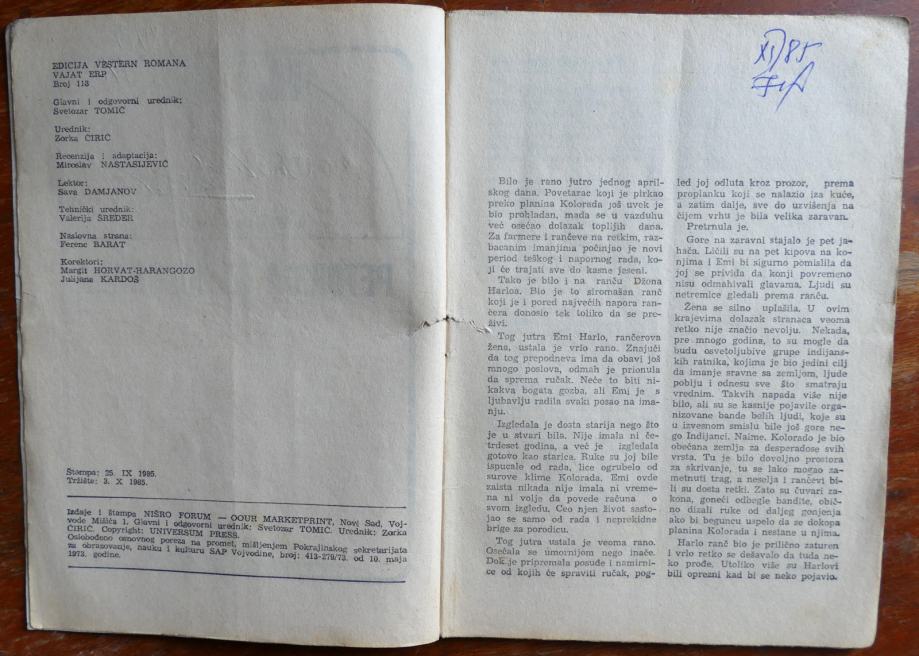 EDICIJA VESTERN ROMANA
VAJAT ERP
Broj 113
Glavni i odgovorni urednik:
Svetozar TOMIĆ
Urednik:
Zorka ĆIRIĆ
Recenzija i adaptacija:
Miroslav NASTASIJEVIĆ
Lektor:
Sava DAMJANOV
Tehnički urednik:
Valerija ŠREDER
Naslovna strana:
Ferenc BARAT
Korektori:
Margit HORVAT-HARANGOZO
Julijana KARDOŠ
Štampa: 25. IX 1985.
Tržište: 3. X 1985.
Izdaje i štampa NIŠRO FORUM — OOUR MARKETPRINT, Novi Sad, Voj-
vode Mišića 1. Glavni i odgovorni urednik: Svetozar TOMIĆ. Urednik: Zorka
ĆIRIĆ. Copyright: UNIVERSUM PRESS.
Oslobođeno osnovnog poreza na promet, mišljenjem Pokrajinskog sekretarijata
za obrazovanje, nauku i kulturu SAP Vojvodine, broj: 413-279/73. od 10. maja
1973. godine.
XI/85
Bilo je rano jutro jednog april-
skog dana. Povetarac koji je pirkao
preko planina Kolorada još uvek je
bio prohladan, mada se u vazduhu
već osećao dolazak toplijih dana.
Za farmere i rančeve na retkim, raz-
bacanim imanjima počinjao je novi
period teškog i napornog rada, ko-
ji će trajati sve do kasne jeseni.
Tako je bilo i na ranču Džona
Harloa. Bio je to siromašan ranč
koji je i pored največih napora ran-
čera donosio tek toliko da se pre-
živi.
Tog jutra Emi Harlo, rančerova
žena, ustala je vrlo rano. Znajući
da tog prepodneva ima da obavi još
mnogo poslova, odmah je prionula
da sprema ručak. Neće to biti ni-
kakva bogata gozba, ali Emi je s
ljubavlju radila svaki posao na ima-
nju.
Izgledala je dosta starija nego što
je u stvari bila. Nije imala ni če-
trdeset godina, a već je izgledala
gotovo kao starica. Ruke su joj bile
ispucale od rada, lice ogrubelo od
surove klime Kolorada. Emi ovde
zaista nikada nije imala ni vreme-
na ni volje da povede računa o
svom izgledu. Ceo njen život sasto-
jao se samo od rada i neprekidne
brige za porodicu.
Tog jutra ustala je veoma rano.
Osećala se umornijom nego inače.
Dok je pripremala posuđe i namirni-
ce od kojih će spraviti ručak, pog-
led joj odluta kroz prozor, prema
proplanku koji se nalazio iza kuće,
a zatim dalje, sve do uzvišenja na
čijem vrhu je bila velika zaravan.
Pretrnula je.
Gore na zaravni stajalo je pet ja-
hača. Ličili su na pet kipova na ko-
njima i Emi bi sigurno pomislila da
joj se priviđa da konji povremeno
nisu odmahivali glavama. Ljudi su
netremice gledali prema ranču.
Žena se silno uplašila. U ovim
krajevima dolazak stranaca veoma
retko nije značio nevolju. Nekada,
pre mnogo godina, to su mogle da
budu osvetoljubive grupe indijans-
kih ratnika, kojima je bio jedini cilj
da imanje sravne sa zemljom, ljude
pobiju i odnesu sve što smatraju
vrednim. Takvih napada više nije
bilo, ali su se kasnije pojavile orga-
nizovane bande belih ljudi, koje su
u izvesnom smislu bile još gore ne-
go Indijanci. Naime. Kolorado je bio
obećana zemlja za desperadose svih
vrsta. Tu je bilo dovoljno prostora
za skrivanje, tu se lako mogao za-
metnuti trag, a neselja i rančevi bi-
li su dosta retki. Zato su čuvari za-
kona, goneći odbegle bandite, obič-
no dizali ruke od daljeg gonjenja
ako bi beguncu uspelo da se dokopa
planina Kolorada i nestane u njima.
Harlo ranč bio je prilično zaturen
i vrlo retko se dešavalo da tuda ne-
ko prođe. Utoliko više su Harlovi
bili oprezni kad bi se neko pojavio.